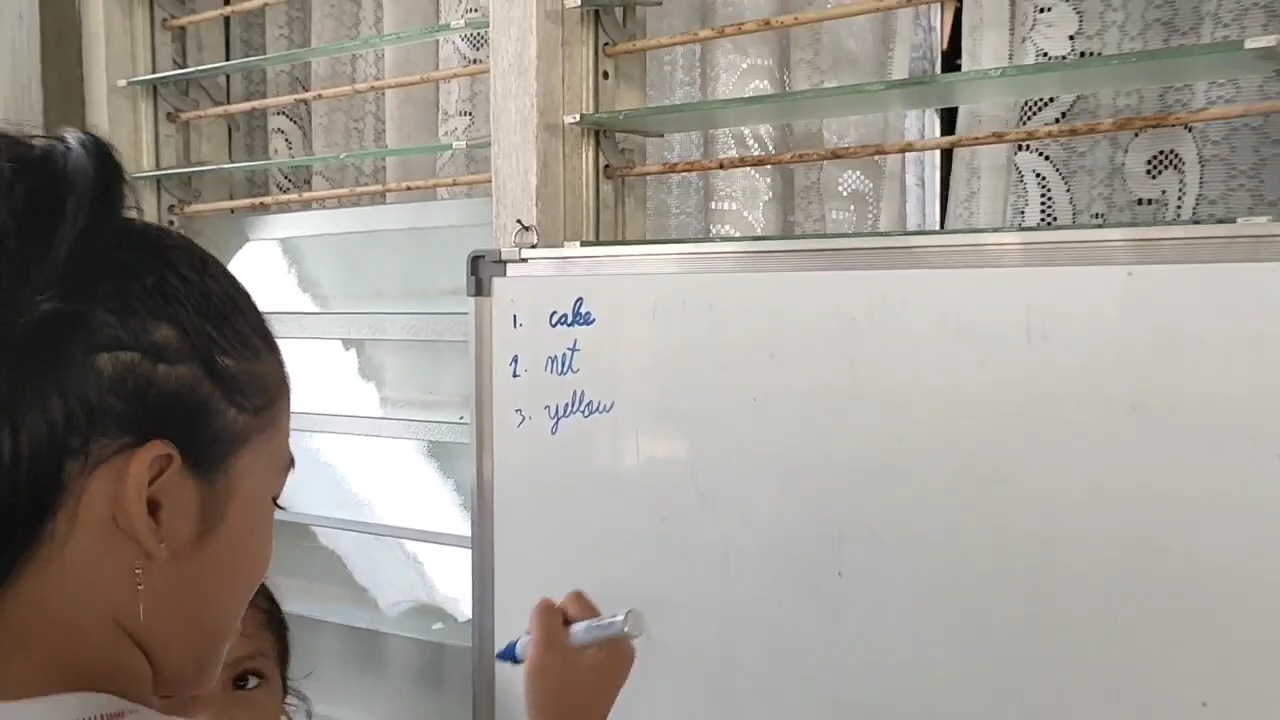 1. cake
2. net
3. yellow